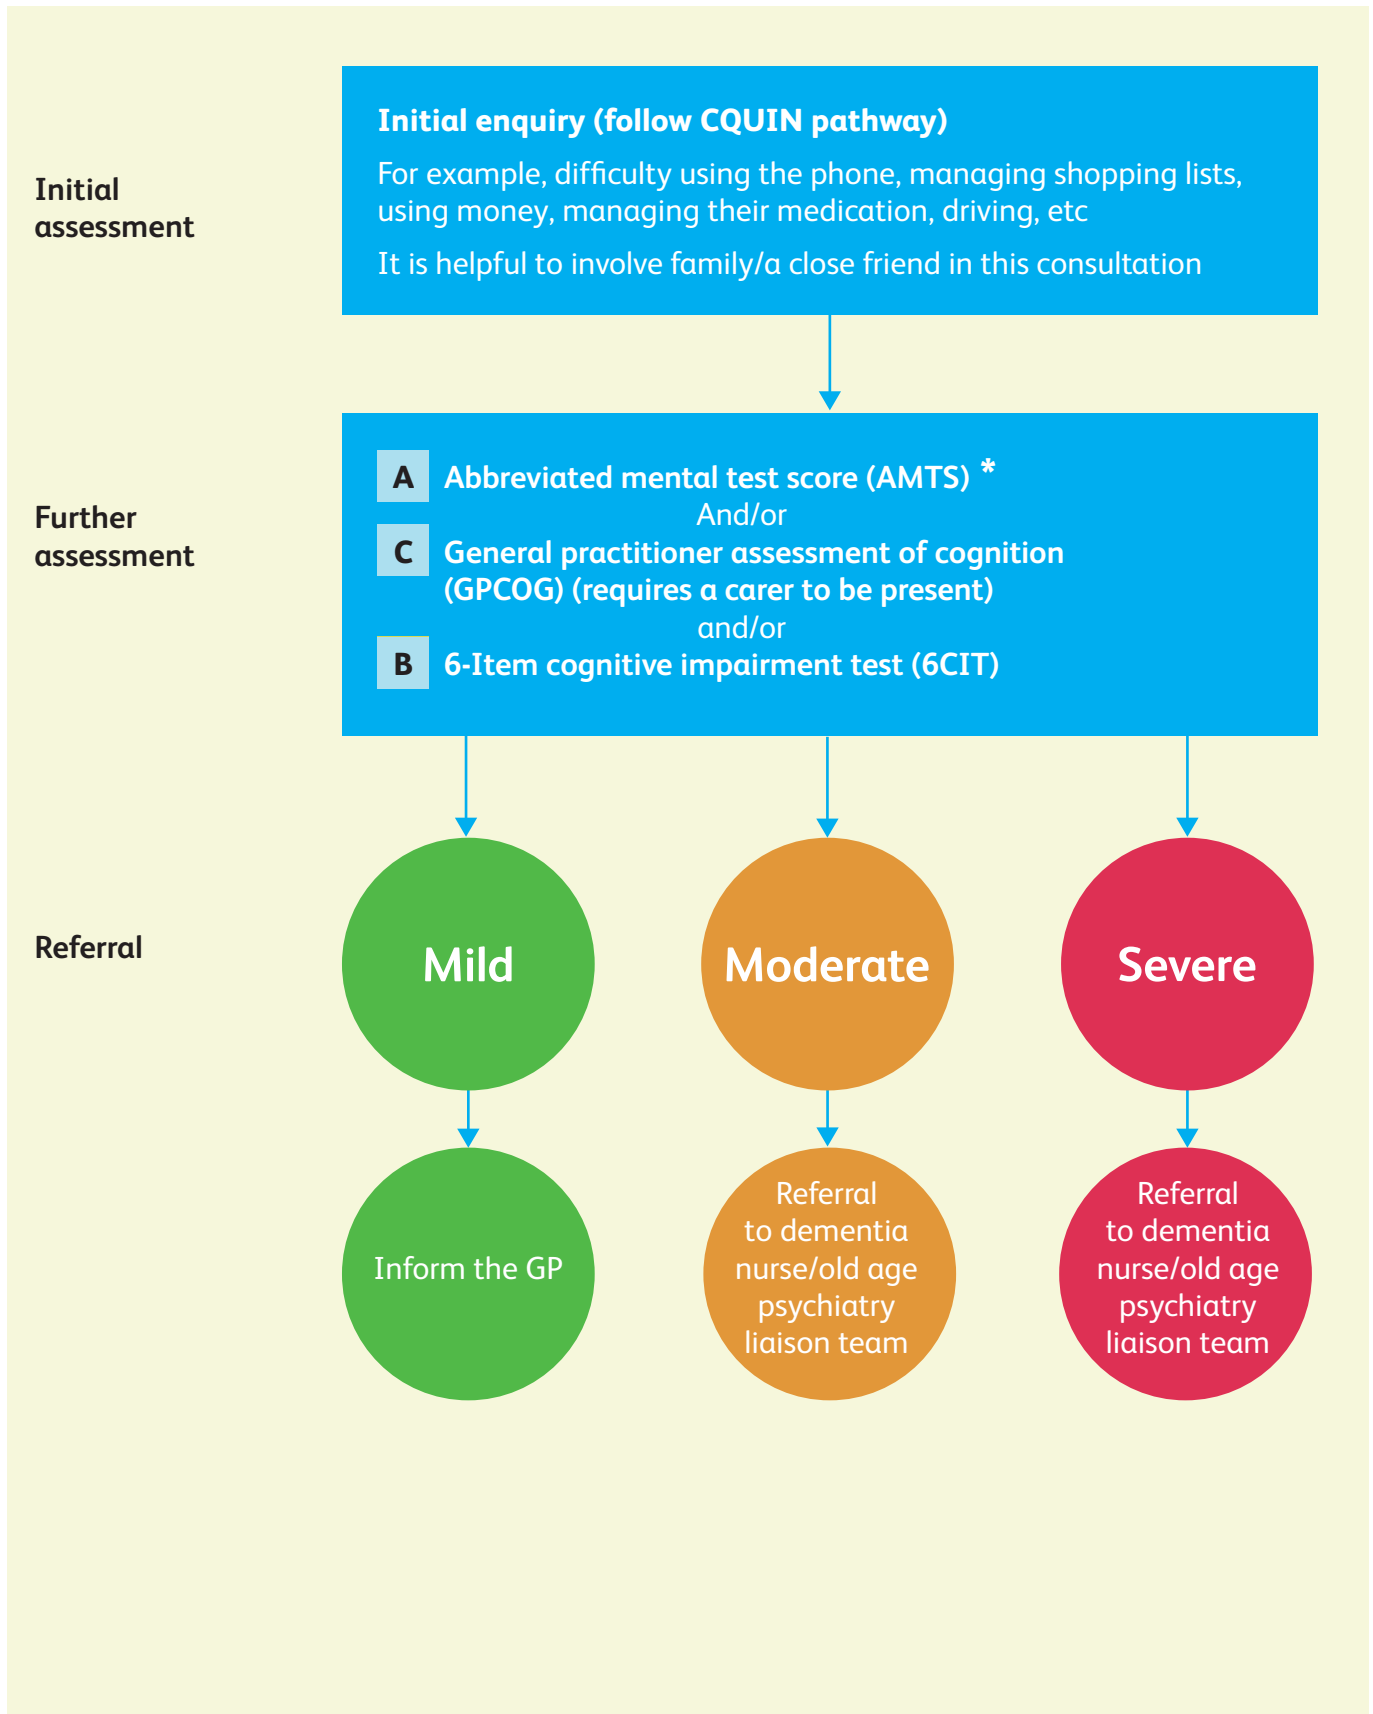 Initial
assessment
Initial enquiry (follow CQUIN pathway)
For example, difficulty using the phone, managing shopping lists,
using money, managing their medication, driving, etc
It is helpful to involve family/a close friend in this consultation
Further
assessment
A Abbreviated mental test score (AMTS) *
And/or
C General practitioner assessment of cognition
(GPCOG) (requires a carer to be present)
and/or
B 6-Item cognitive impairment test (6CIT)
Referral
Mild
Moderate
Severe
Inform the GP
Referral
to dementia
nurse/old age
psychiatry
liaison team
Referral
to dementia
nurse/old age
psychiatry
liaison team